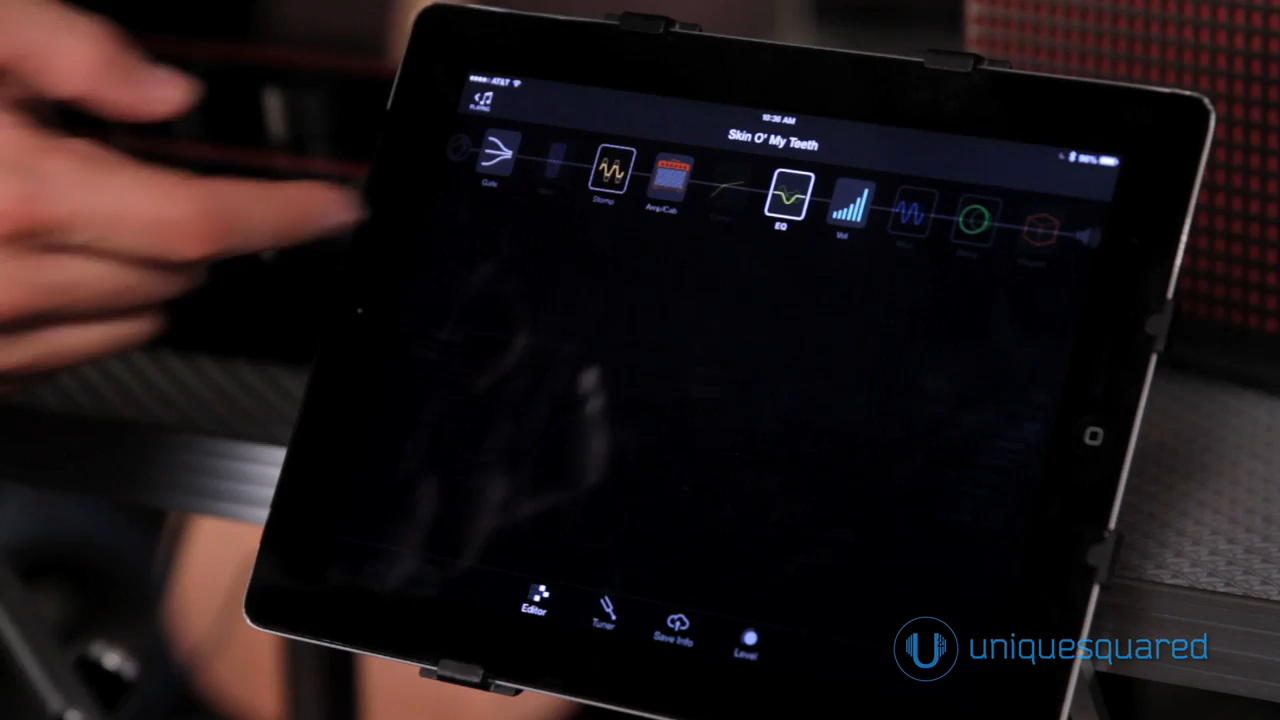 AT&T
10:36 AM
98%
PLAYING
Skin O' My Teeth
Gate
Stomp
Amp/Cab
EQ
Vol
Editor
Tuner
Save Info
Level
uniquesquared